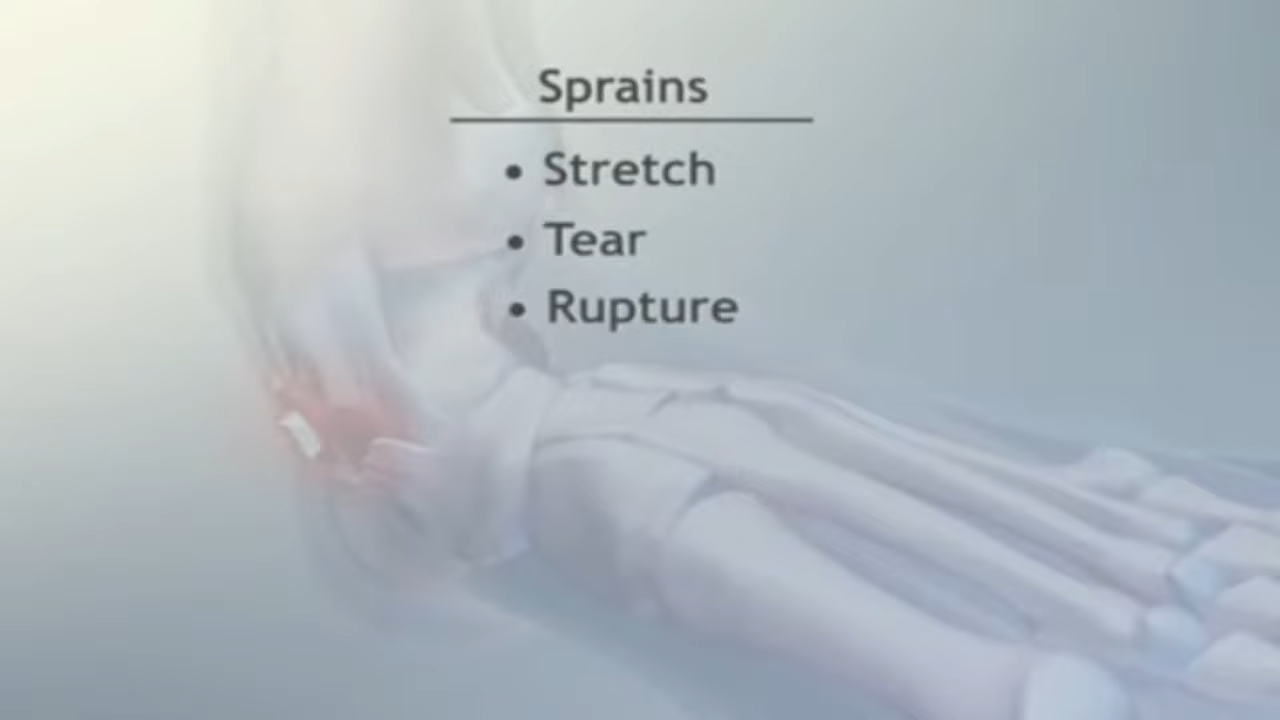 Sprains
• Stretch
• Tear
• Rupture